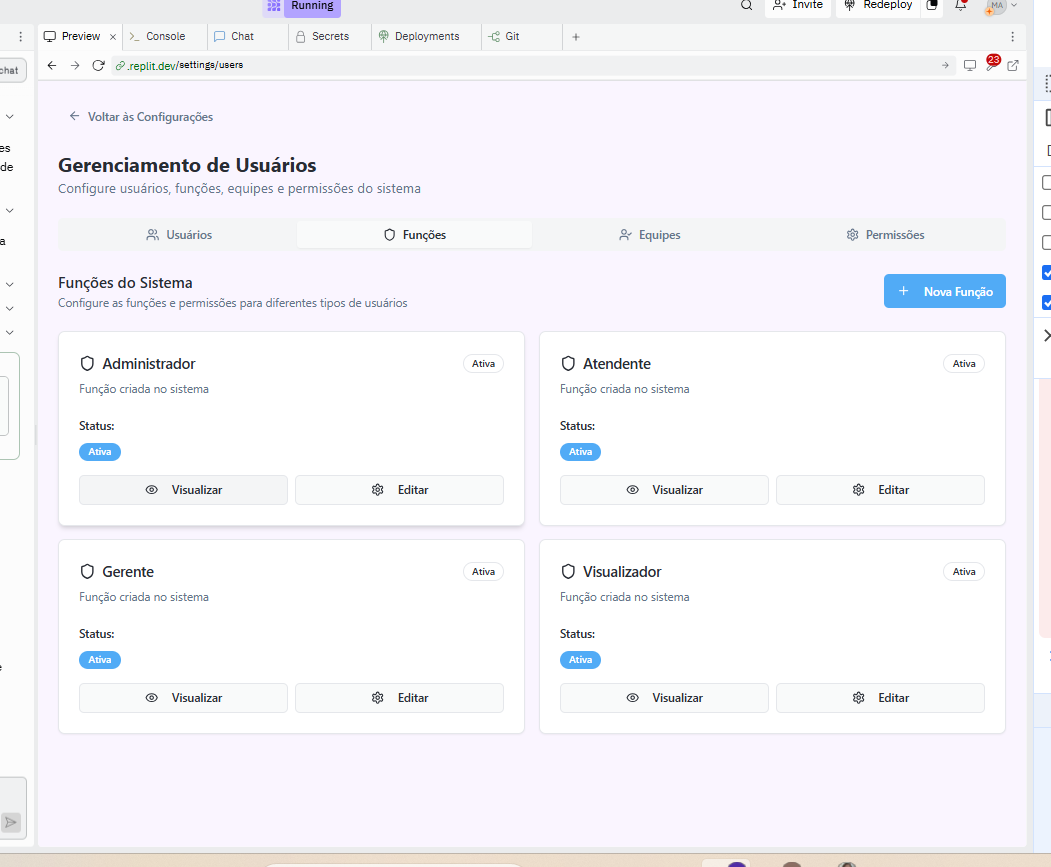 Running
Invite
Redeploy
MA
Preview
Console
Chat
Secrets
Deployments
Git
chat
.replit.dev/settings/users
23
es
de
a
e
Voltar às Configurações
Gerenciamento de Usuários
Configure usuários, funções, equipes e permissões do sistema
Usuários
Funções
Equipes
Permissões
Funções do Sistema
Configure as funções e permissões para diferentes tipos de usuários
Nova Função
Administrador
Ativa
Função criada no sistema
Status:
Ativa
Visualizar
Editar
Atendente
Ativa
Função criada no sistema
Status:
Ativa
Visualizar
Editar
Gerente
Ativa
Função criada no sistema
Status:
Ativa
Visualizar
Editar
Visualizador
Ativa
Função criada no sistema
Status:
Ativa
Visualizar
Editar